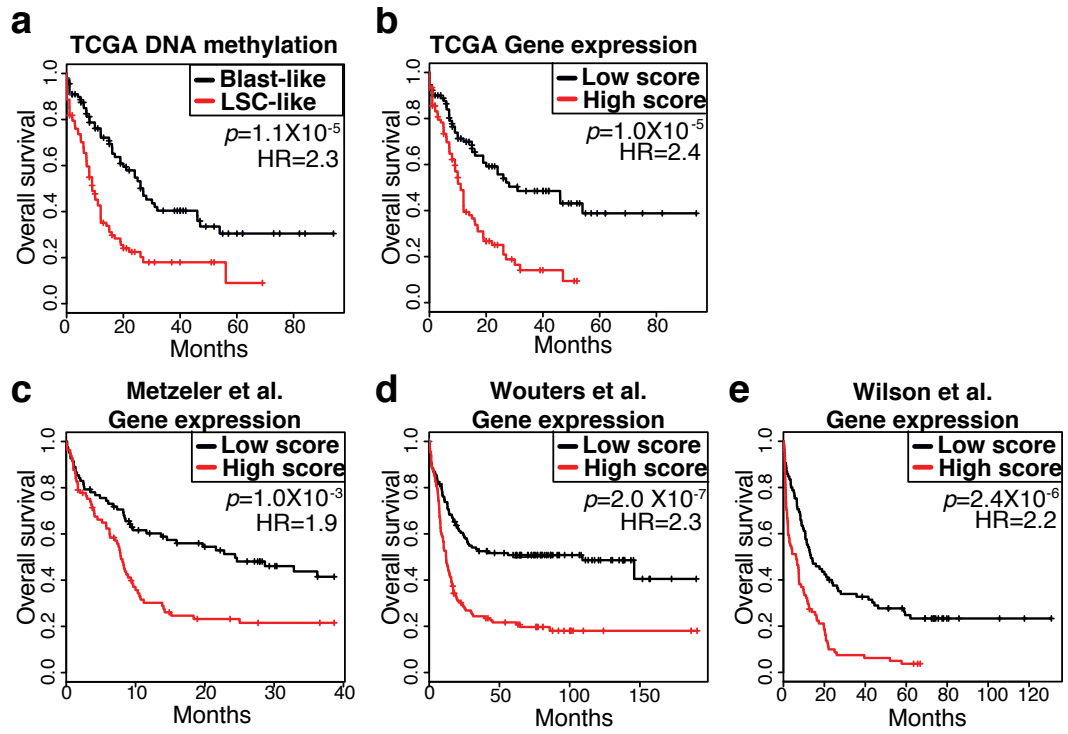 a
TCGA DNA methylation
Overall survival
0.0 0.2 0.4 0.6 0.8 1.0
Blast-like
LSC-like
p=1.1X10-5
HR=2.3
0 20 40 60 80
Months
b
TCGA Gene expression
Overall survival
0.0 0.2 0.4 0.6 0.8 1.0
Low score
High score
p=1.0X10-5
HR=2.4
0 20 40 60 80
Months
c
Metzeler et al.
Gene expression
Overall survival
0.0 0.2 0.4 0.6 0.8 1.0
Low score
High score
p=1.0X10-3
HR=1.9
0 10 20 30 40
Months
d
Wouters et al.
Gene expression
Overall survival
0.0 0.2 0.4 0.6 0.8 1.0
Low score
High score
p=2.0 X10-7
HR=2.3
0 50 100 150
Months
e
Wilson et al.
Gene expression
Overall survival
0.0 0.2 0.4 0.6 0.8 1.0
Low score
High score
p=2.4X10-6
HR=2.2
0 20 40 60 80 100 120
Months